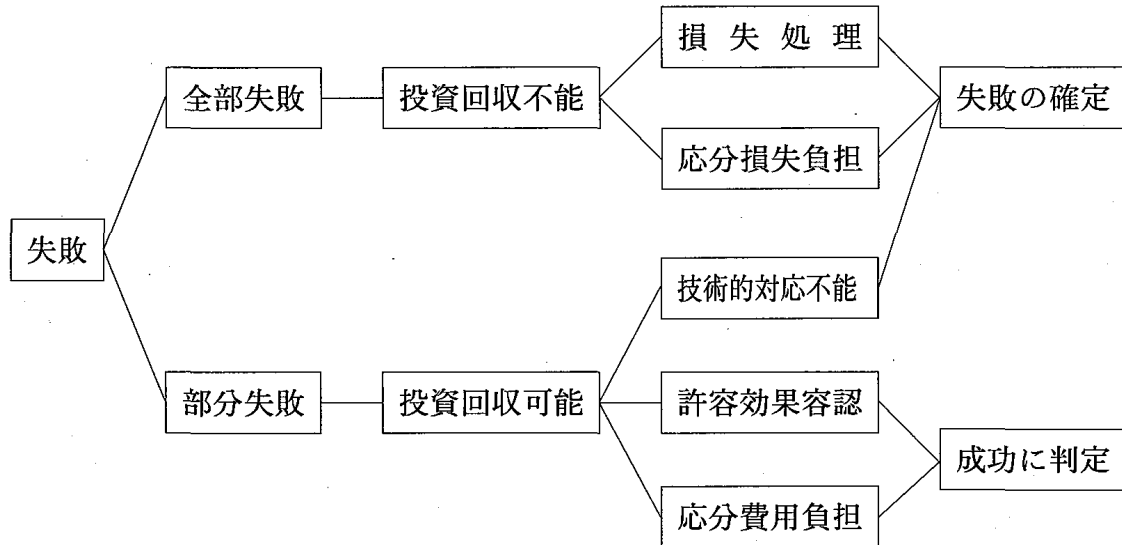 損失処理
全部失敗
投資回収不能
失敗の確定
応分損失負担
失敗
技術的対応不能
部分失敗
投資回収可能
許容効果容認
成功に判定
応分費用負担